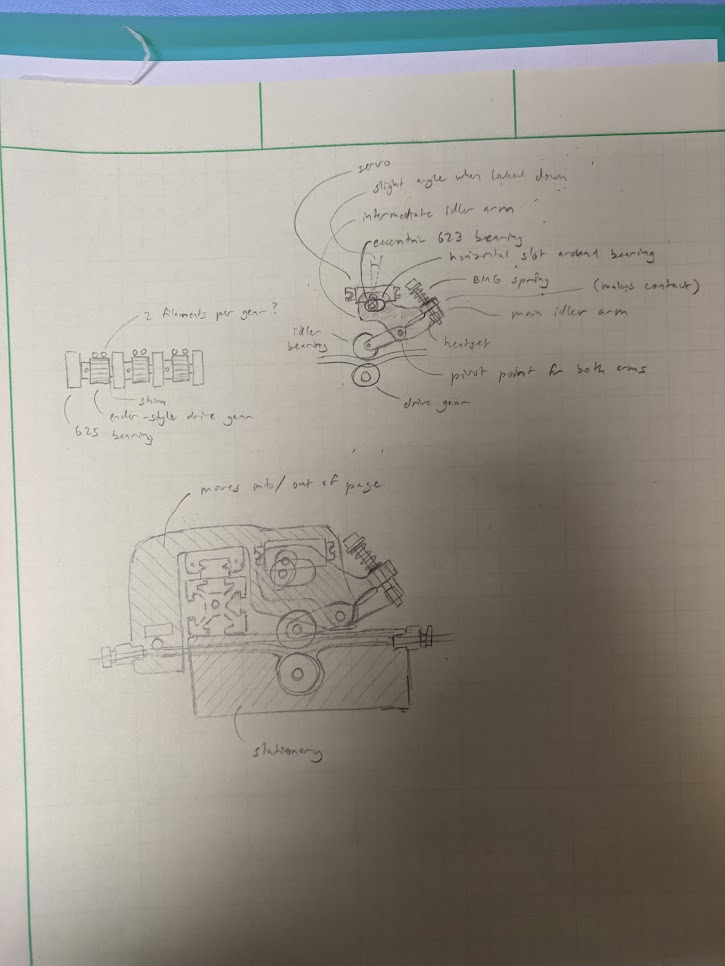 servo
slight angle when locked down
intermediate idler arm
eccentric 623 bearing
horizontal slot around bearing
BMG spring
(makes contact)
main idler arm
2 filaments per gear?
idler
bearing
heatset
pivot point for both arms
drive gear
shim
ender-style drive gear
625 bearing
moves into/out of page
stationary